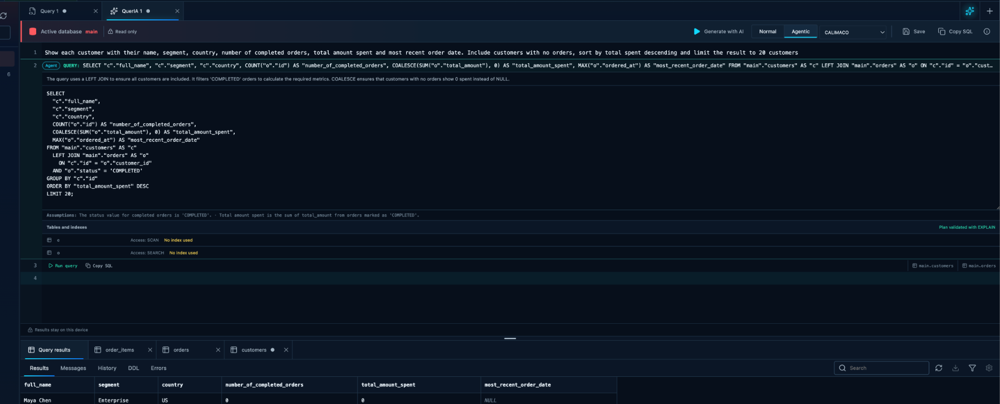 Query 1
QuerIA 1
Active database main
Read only
Generate with AI
Normal
Agentic
CALIMACO
Save
Copy SQL
1 Show each customer with their name, segment, country, number of completed orders, total amount spent and most recent order date. Include customers with no orders, sort by total spent descending and limit the result to 20 customers
2 Agent QUERY: SELECT "c"."full_name", "c"."segment", "c"."country", COUNT("o"."id") AS "number_of_completed_orders", COALESCE(SUM("o"."total_amount"), 0) AS "total_amount_spent", MAX("o"."ordered_at") AS "most_recent_order_date" FROM "main"."customers" AS "c" LEFT JOIN "main"."orders" AS "o" ON "c"."id" = "o"."cust…
6
The query uses a LEFT JOIN to ensure all customers are included. It filters 'COMPLETED' orders to calculate the required metrics. COALESCE ensures that customers with no orders show 0 spent instead of NULL.
SELECT
"c"."full_name",
"c"."segment",
"c"."country",
COUNT("o"."id") AS "number_of_completed_orders",
COALESCE(SUM("o"."total_amount"), 0) AS "total_amount_spent",
MAX("o"."ordered_at") AS "most_recent_order_date"
FROM "main"."customers" AS "c"
LEFT JOIN "main"."orders" AS "o"
ON "c"."id" = "o"."customer_id"
AND "o"."status" = 'COMPLETED'
GROUP BY "c"."id"
ORDER BY "total_amount_spent" DESC
LIMIT 20;
Assumptions: The status value for completed orders is 'COMPLETED'. · Total amount spent is the sum of total_amount from orders marked as 'COMPLETED'.
Tables and indexes
Plan validated with EXPLAIN
c Access: SCAN No index used
o Access: SEARCH No index used
3 Run query Copy SQL main.customers main.orders
4
Results stay on this device
Query results
order_items
orders
customers
Results Messages History DDL Errors
Search
full_name segment country number_of_completed_orders total_amount_spent most_recent_order_date
Maya Chen Enterprise US 0 0 NULL